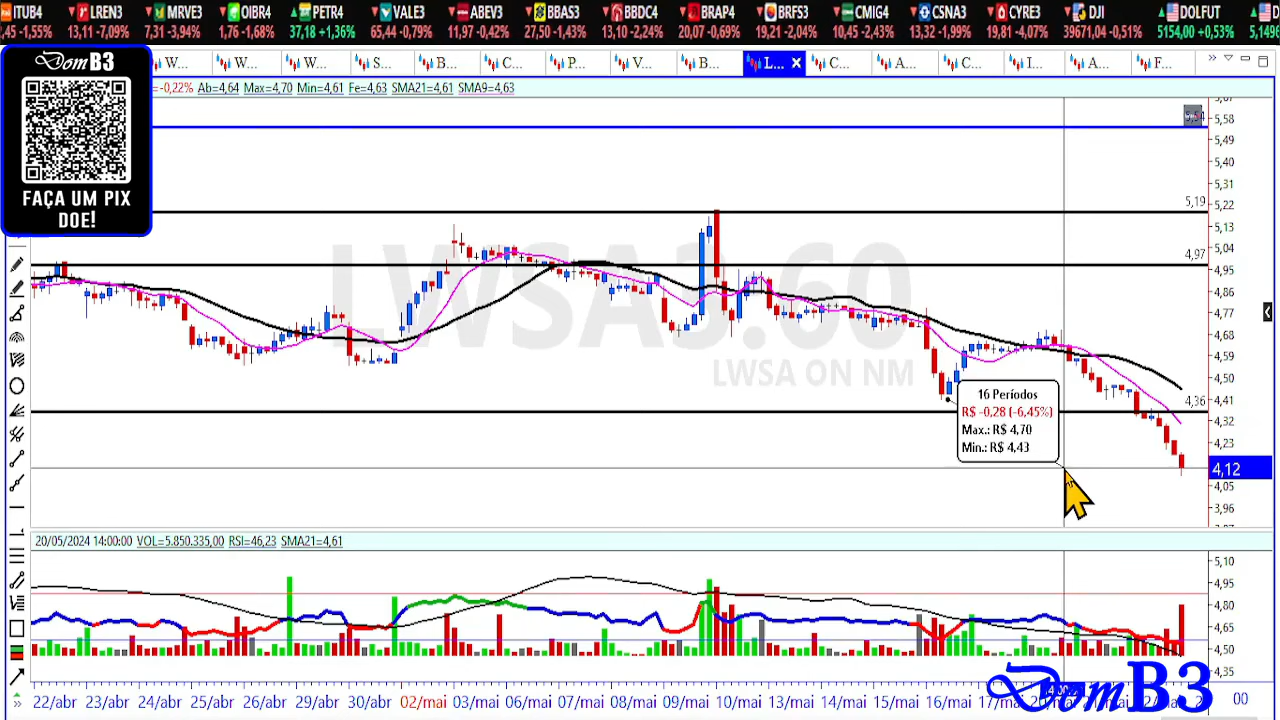 ITUB4 LREN3 MRVE3 OIBR4 PETR4 VALE3 ABEV3 BBAS3 BBDC4 BRAP4 BRFS3 CMIG4 CSNA3 CYRE3 DJI DOLFUT
,45 -1,55% 13,11 -7,09% 7,31 -3,94% 1,76 -1,68% 37,18 +1,36% 65,44 -0,79% 11,97 -0,42% 27,50 -1,43% 13,10 -2,24% 20,07 -0,69% 19,21 -2,04% 10,45 -2,43% 13,32 -1,99% 19,81 -4,07% 39671,04 -0,51% 5154,00 +0,53% 5,149
DomB3
FAÇA UM PIX
DOE!
W... W... W... S... B... C... P... V... B... L... C... A... C... I... A... F...
-0,22% Ab=4,64 Max=4,70 Min=4,61 Fe=4,63 SMA21=4,61 SMA9=4,63
5,58
5,49
5,40
5,31
5,22
5,19
5,13
5,04
4,97
4,95
4,86
4,77
4,68
4,59
4,50
4,41
4,36
4,32
4,23
4,12
4,05
3,96
LWSA3.60
LWSA ON NM
16 Períodos
R$ -0,28 (-6,45%)
Max.: R$ 4,70
Min.: R$ 4,43
20/05/2024 14:00:00 VOL=5.850.335,00 RSI=46,23 SMA21=4,61
5,10
4,95
4,80
4,65
4,50
4,35
22/abr 23/abr 24/abr 25/abr 26/abr 29/abr 30/abr 02/mai 03/mai 06/mai 07/mai 08/mai 09/mai 10/mai 13/mai 14/mai 15/mai 16/mai 17/mai 00
DomB3